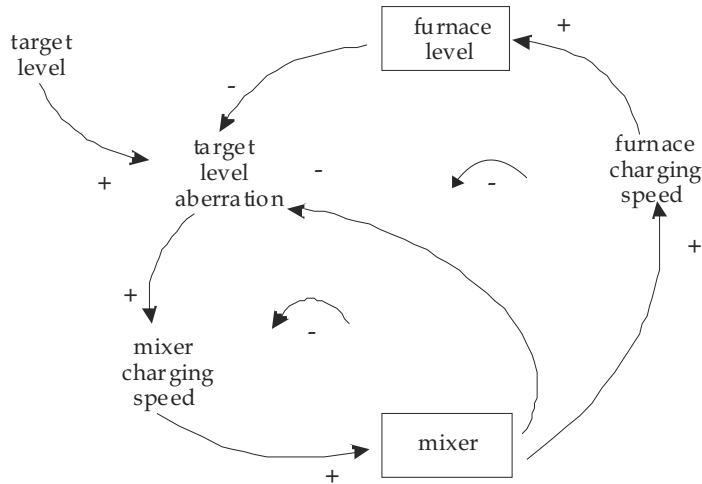 target
level
+
furnace
level
+
-
target
level
aberration
-
-
furnace
charging
speed
+
+
-
mixer
charging
speed
mixer
+